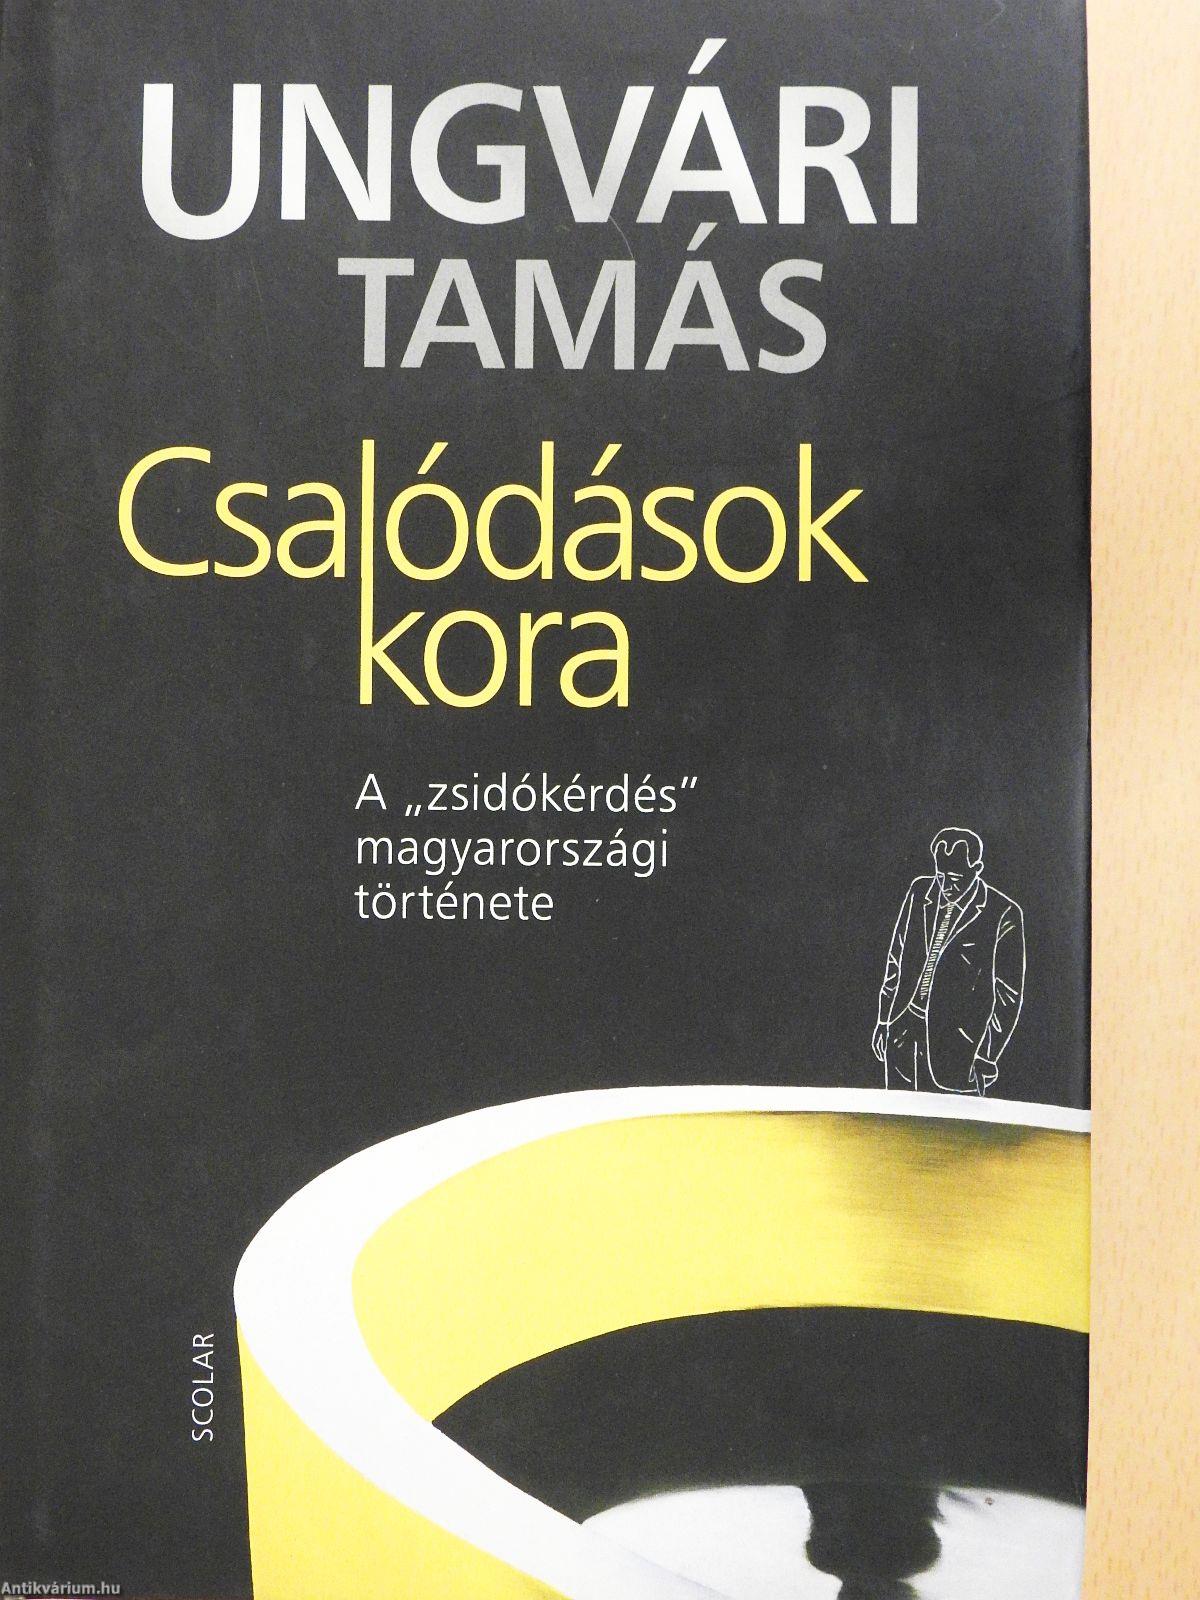 UNGVÁRI
TAMÁS
Csalódások
kora
A „zsidókérdés”
magyarországi
története
SCOLAR
Antikvárium.hu